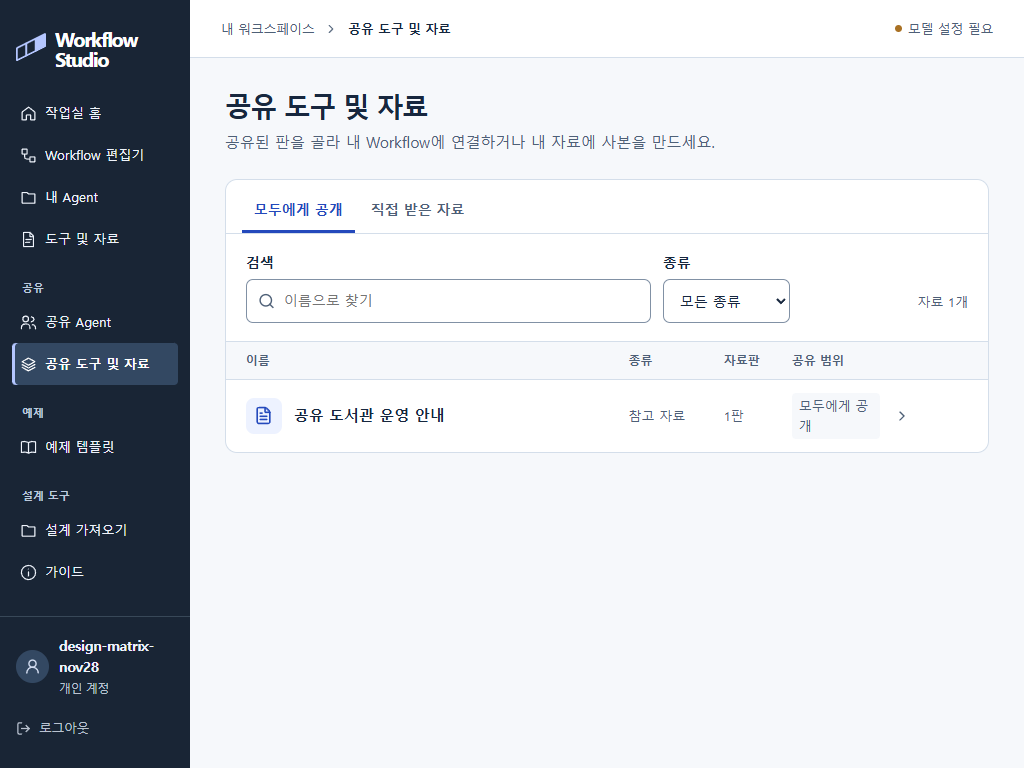 Workflow
Studio
작업실 홈
Workflow 편집기
내 Agent
도구 및 자료
공유
공유 Agent
공유 도구 및 자료
예제
예제 템플릿
설계 도구
설계 가져오기
가이드
design-matrix-
nov28
개인 계정
로그아웃
내 워크스페이스 > 공유 도구 및 자료
모델 설정 필요
공유 도구 및 자료
공유된 판을 골라 내 Workflow에 연결하거나 내 자료에 사본을 만드세요.
모두에게 공개 직접 받은 자료
검색 종류
이름으로 찾기 모든 종류 자료 1개
이름 종류 자료판 공유 범위
공유 도서관 운영 안내 참고 자료 1판 모두에게 공
개